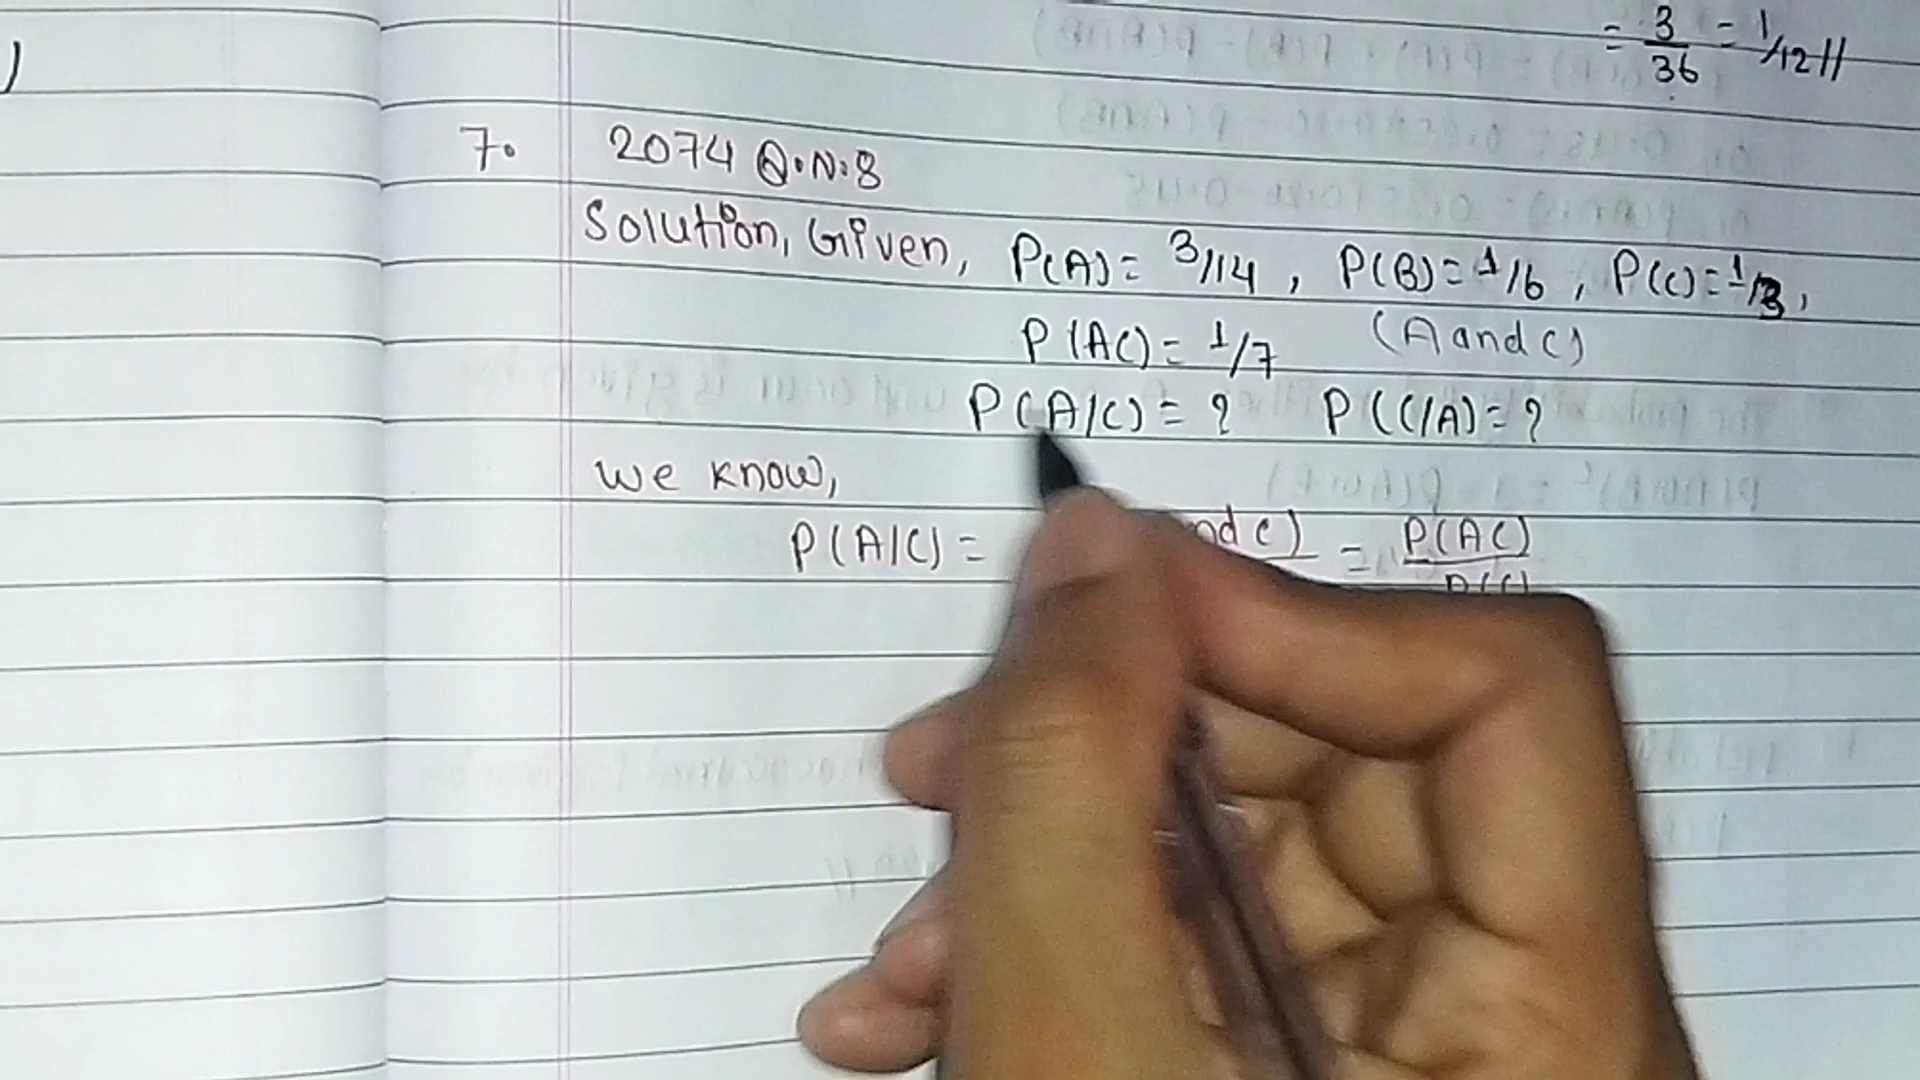 = 3/36 = 1/12 //
7. 2074 Q.N.8
Solution, Given, P(A) = 3/14, P(B) = 1/6, P(C) = 1/3,
P(AC) = 1/7 (A and C)
P(A/C) = ? P(C/A) = ?
we know,
P(A/C) = nd C) = P(AC)
P(C)